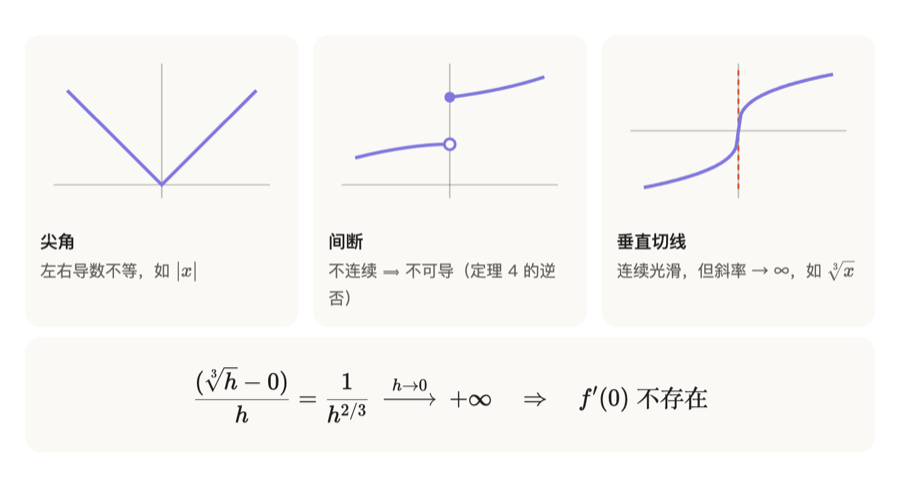 尖角
左右导数不等，如 |x|
间断
不连续 ⟹ 不可导（定理 4 的逆
否）
垂直切线
连续光滑，但斜率 → ∞，如 ∛x
(∛h − 0)/h = 1/h^{2/3} \xrightarrow{h→0} +∞ ⇒ f′(0) 不存在